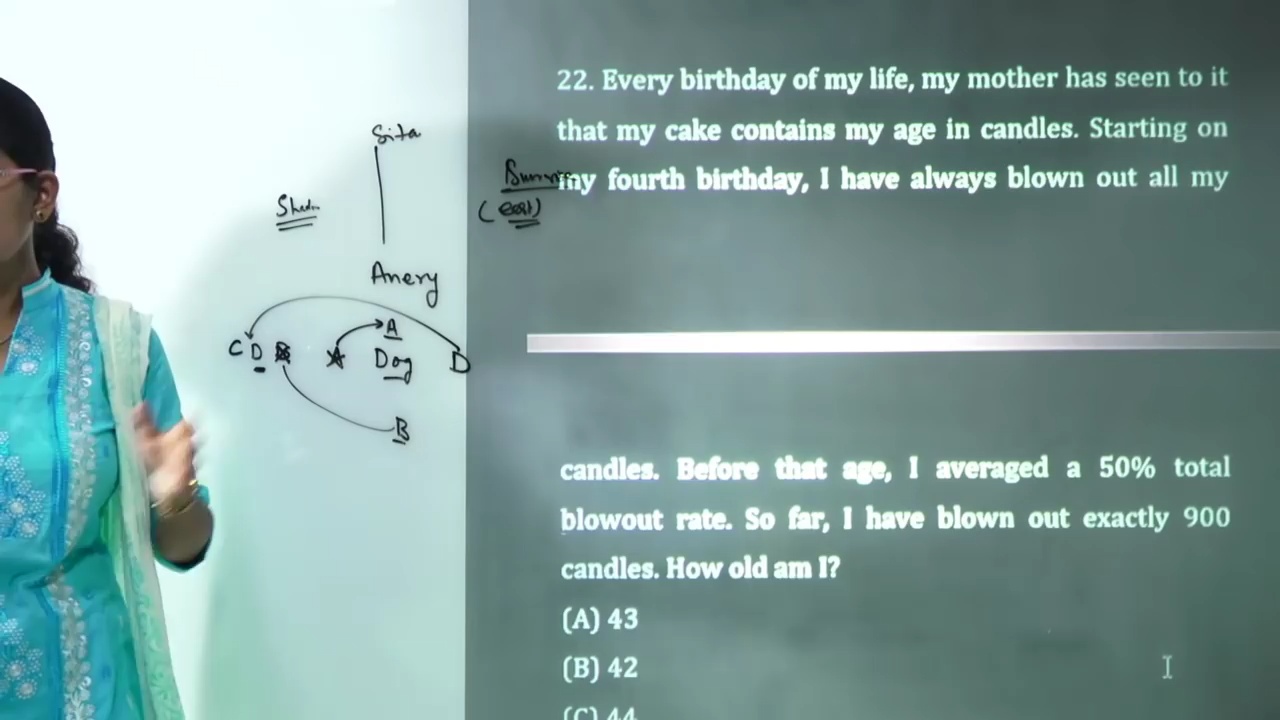 Sita
Anery
A
C D
Dog
D
B
22. Every birthday of my life, my mother has seen to it
that my cake contains my age in candles. Starting on
my fourth birthday, I have always blown out all my
candles. Before that age, I averaged a 50% total
blowout rate. So far, I have blown out exactly 900
candles. How old am I?
(A) 43
(B) 42
(C) 44